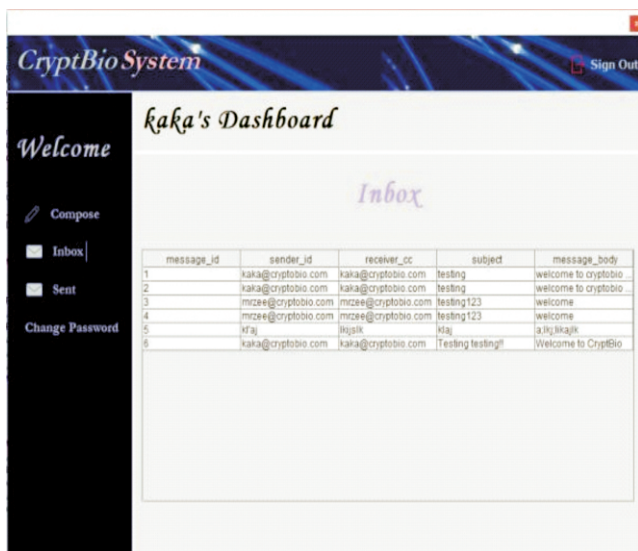 CryptBio System
Sign Out
kaka's Dashboard
Welcome
Inbox
Compose
Inbox
Sent
Change Password
message_id sender_id receiver_cc subject message_body
1 kaka@cryptobio.com kaka@cryptobio.com testing welcome to cryptobio ...
2 kaka@cryptobio.com kaka@cryptobio.com testing welcome to cryptobio ...
3 mrzee@cryptobio.com mrzee@cryptobio.com testing123 welcome
4 mrzee@cryptobio.com mrzee@cryptobio.com testing123 welcome
5 klaj
6 kaka@cryptobio.com kaka@cryptobio.com Testing testing!! Welcome to CryptBio